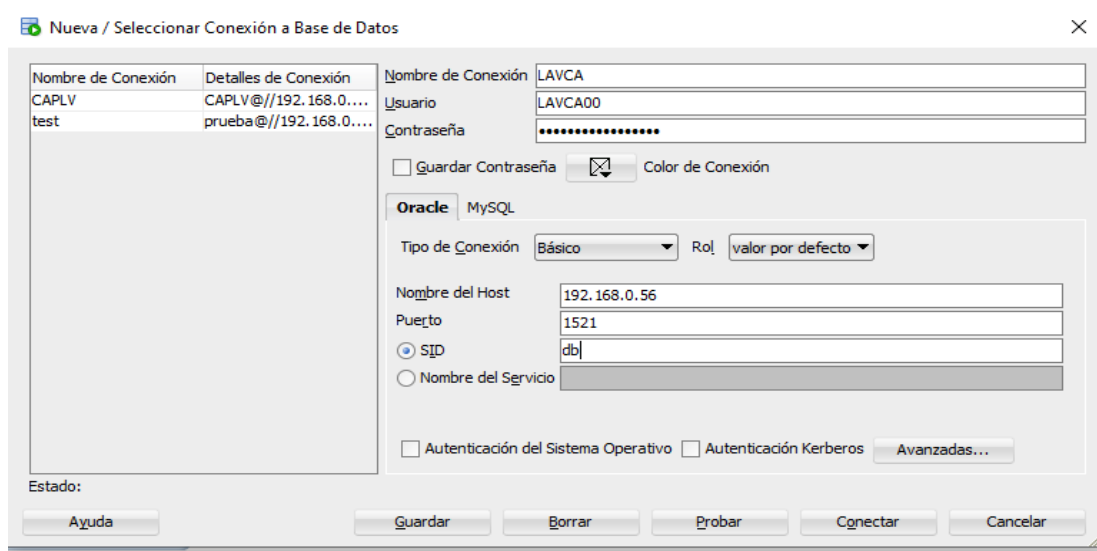 Nueva / Seleccionar Conexión a Base de Datos
Nombre de Conexión Detalles de Conexión
CAPLV CAPLV@//192.168.0....
test prueba@//192.168.0....
Nombre de Conexión LAVCA
Usuario LAVCA00
Contraseña •••••••••••••••••
Guardar Contraseña Color de Conexión
Oracle MySQL
Tipo de Conexión Básico Rol valor por defecto
Nombre del Host 192.168.0.56
Puerto 1521
SID db
Nombre del Servicio
Autenticación del Sistema Operativo Autenticación Kerberos Avanzadas...
Estado:
Ayuda Guardar Borrar Probar Conectar Cancelar